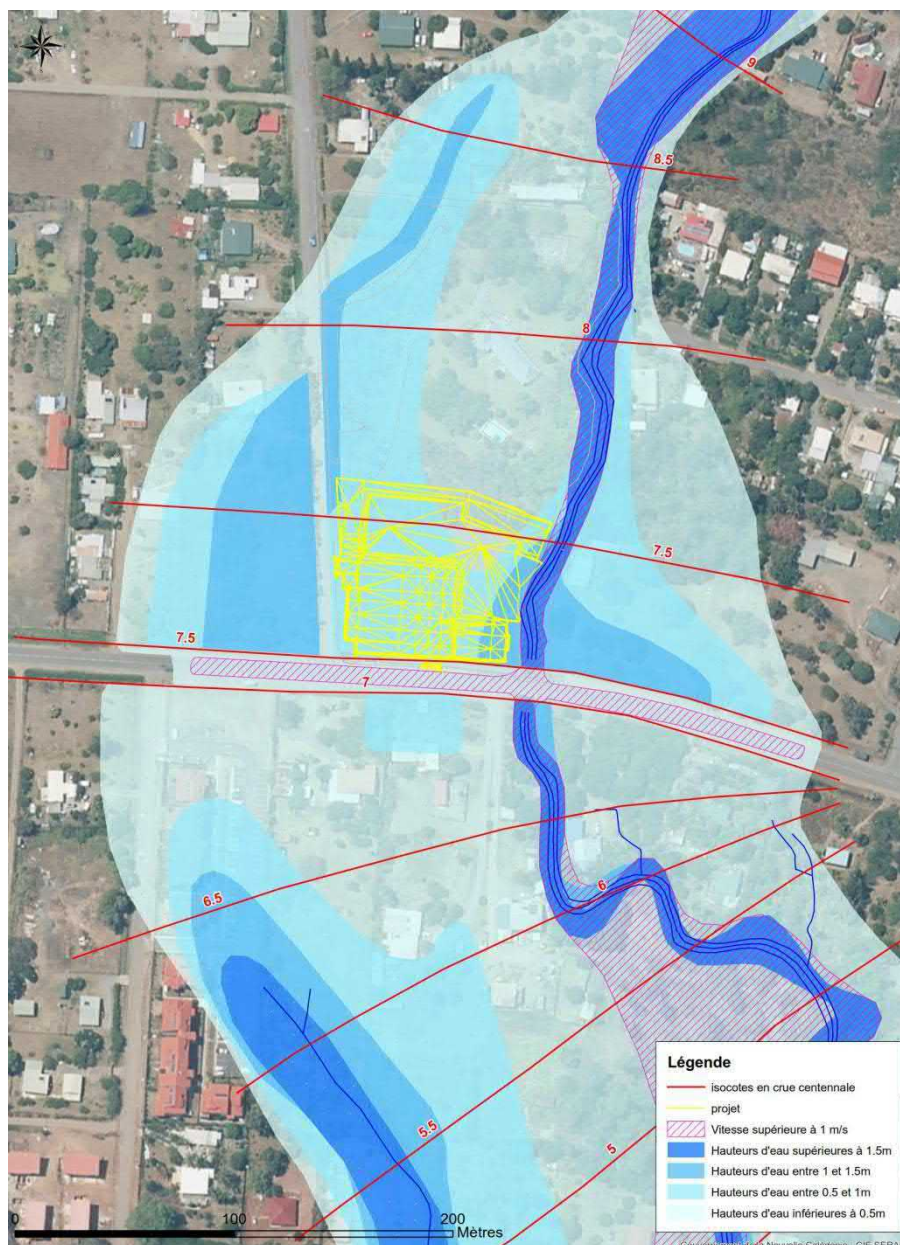 9
8.5
8
7.5
7.5
7
6.5
6
5.5
5
Légende
isocotes en crue centennale
projet
Vitesse supérieure à 1 m/s
Hauteurs d'eau supérieures à 1.5m
Hauteurs d'eau entre 1 et 1.5m
Hauteurs d'eau entre 0.5 et 1m
Hauteurs d'eau inférieures à 0.5m
0 100 200
Mètres